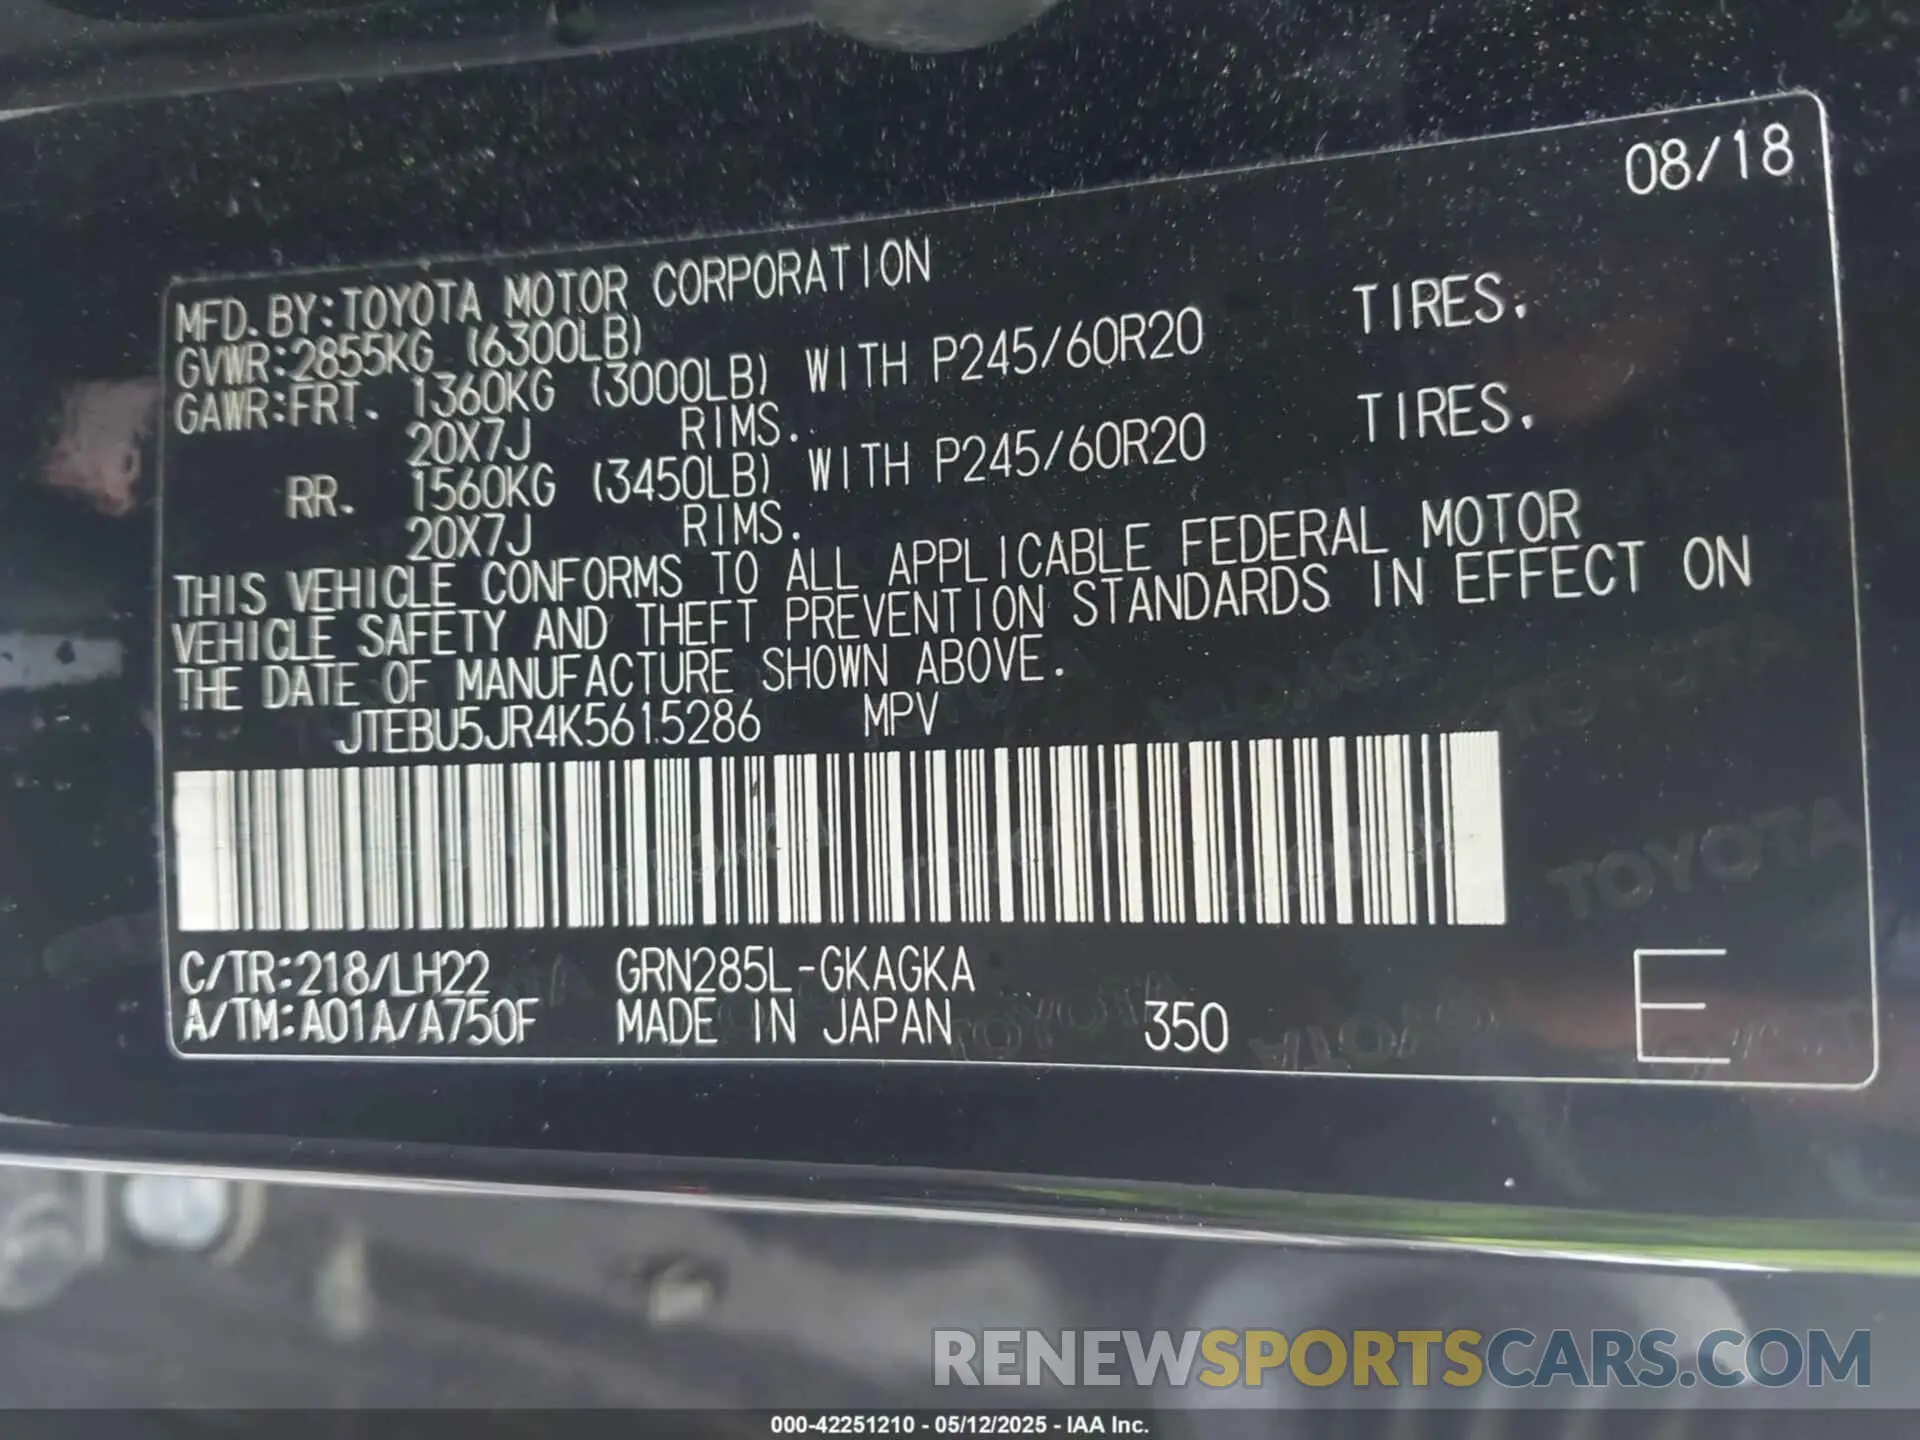 08/18
MFD. BY: TOYOTA MOTOR CORPORATION
GVWR: 2855KG (6300LB)
GAWR: FRT. 1360KG (3000LB) WITH P245/60R20 TIRES.
20X7J RIMS.
RR. 1560KG (3450LB) WITH P245/60R20 TIRES.
20X7J RIMS.
THIS VEHICLE CONFORMS TO ALL APPLICABLE FEDERAL MOTOR
VEHICLE SAFETY AND THEFT PREVENTION STANDARDS IN EFFECT ON
THE DATE OF MANUFACTURE SHOWN ABOVE.
JTEBU5JR4K5615286 MPV
C/TR: 218/LH22 GRN285L-GKAGKA
A/TM: A01A/A750F MADE IN JAPAN 350 E
TOYOTA
RENEWSPORTSCARS.COM
000-42251210 - 05/12/2025 - IAA Inc.